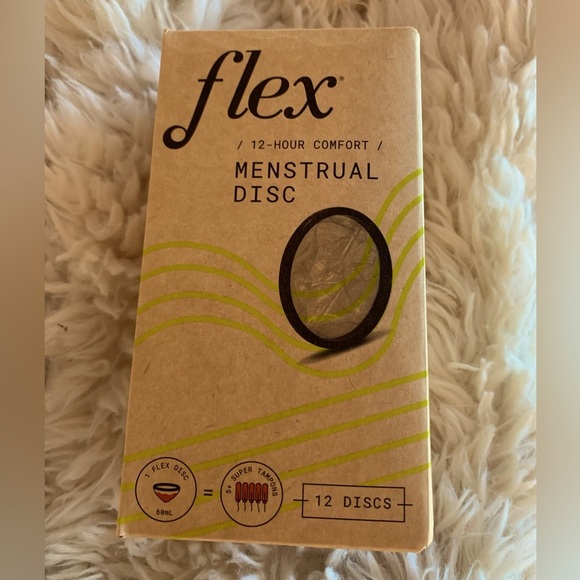 flex®
/ 12-HOUR COMFORT /
MENSTRUAL
DISC
1 FLEX DISC
60mL
=
5+ SUPER TAMPONS
12 DISCS